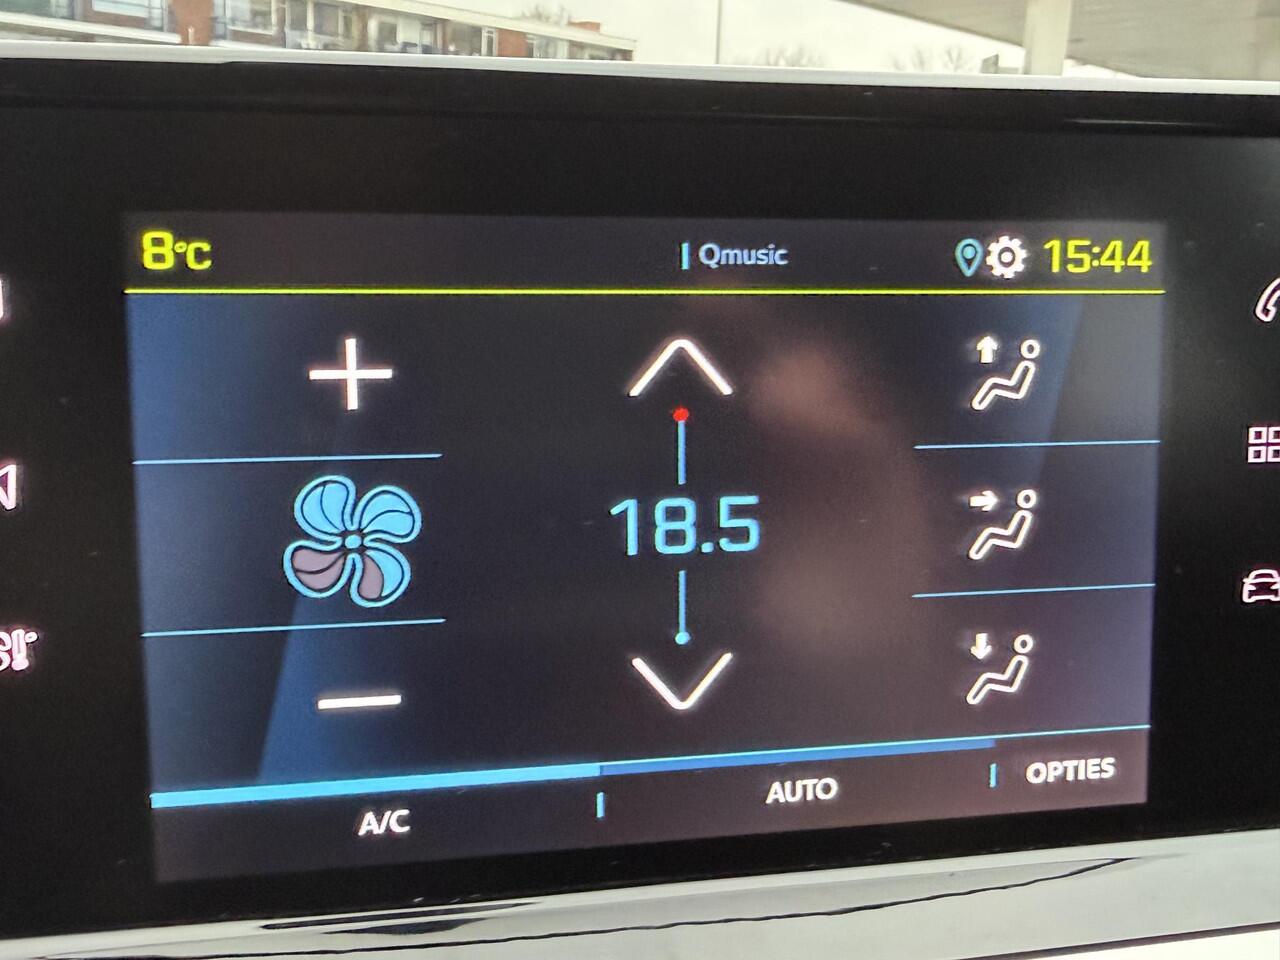 8°C
Qmusic
15:44
18.5
A/C
AUTO
OPTIES